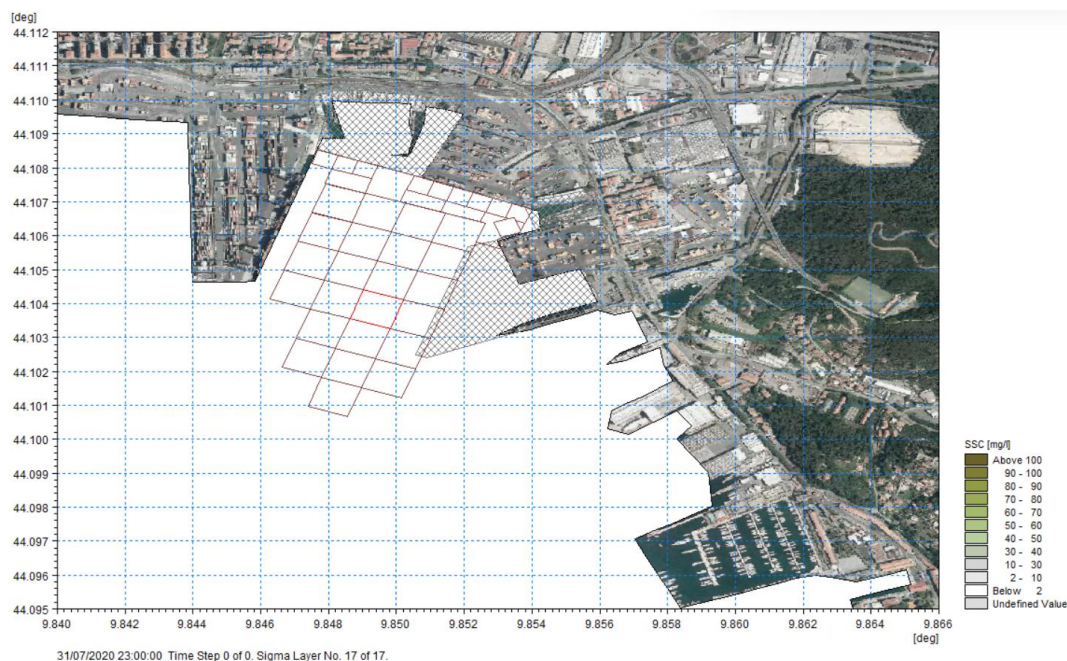 [deg]
44.112
44.111
44.110
44.109
44.108
44.107
44.106
44.105
44.104
44.103
44.102
44.101
44.100
44.099
44.098
44.097
44.096
44.095
9.840 9.842 9.844 9.846 9.848 9.850 9.852 9.854 9.856 9.858 9.860 9.862 9.864 9.866
[deg]
SSC [mg/l]
Above 100
90 - 100
80 - 90
70 - 80
60 - 70
50 - 60
40 - 50
30 - 40
10 - 30
2 - 10
Below 2
Undefined Value
31/07/2020 23:00:00 Time Step 0 of 0. Sigma Layer No. 17 of 17.